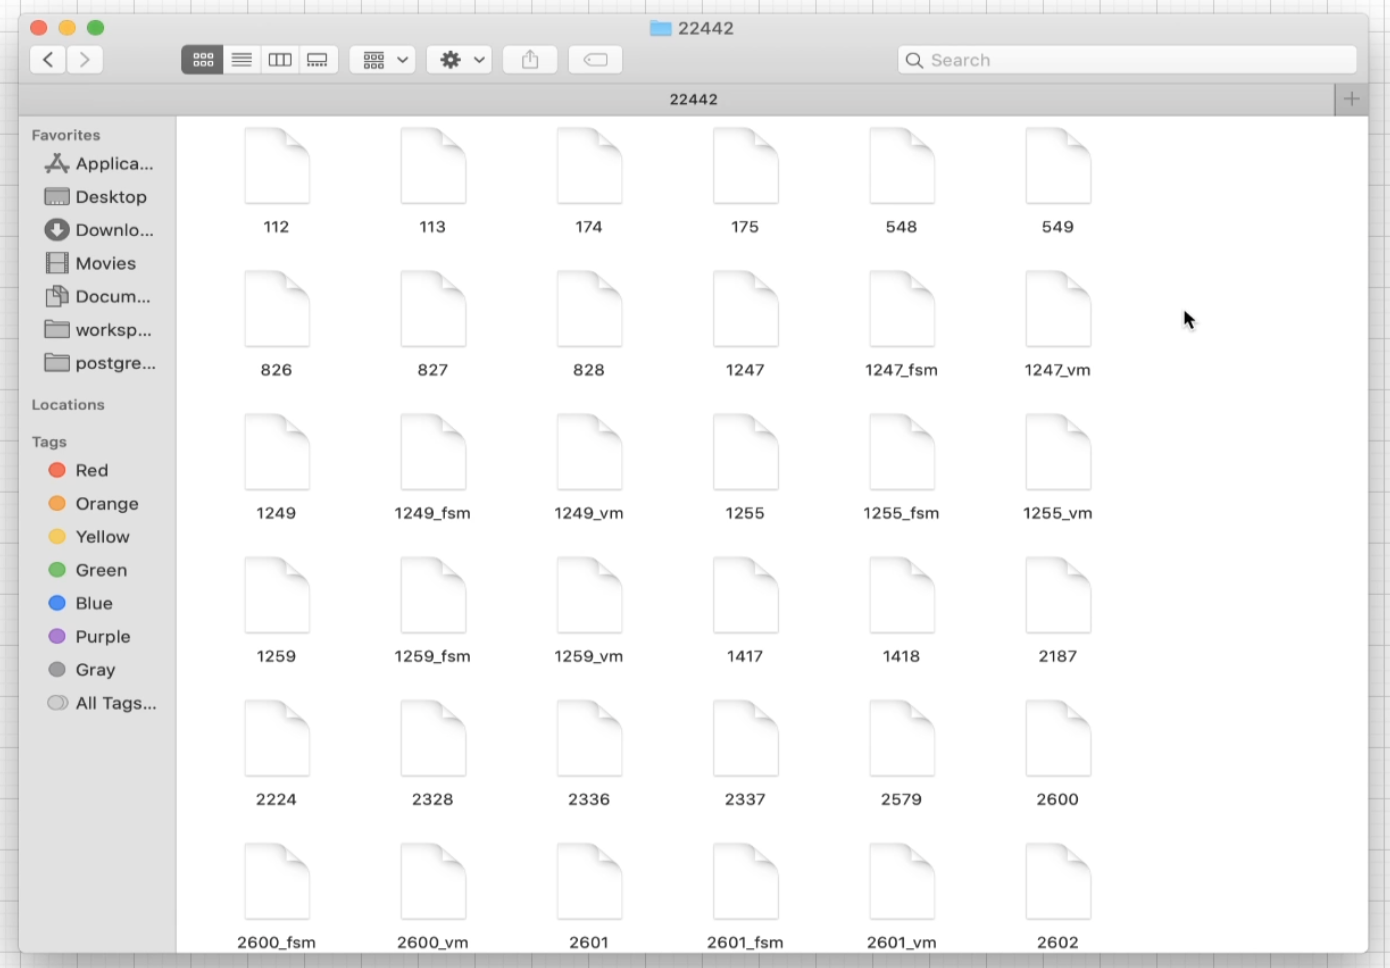 22442
Search
22442
Favorites
Applica...
Desktop
Downlo...
Movies
Docum...
worksp...
postgre...
Locations
Tags
Red
Orange
Yellow
Green
Blue
Purple
Gray
All Tags...
112 113 174 175 548 549
826 827 828 1247 1247_fsm 1247_vm
1249 1249_fsm 1249_vm 1255 1255_fsm 1255_vm
1259 1259_fsm 1259_vm 1417 1418 2187
2224 2328 2336 2337 2579 2600
2600_fsm 2600_vm 2601 2601_fsm 2601_vm 2602